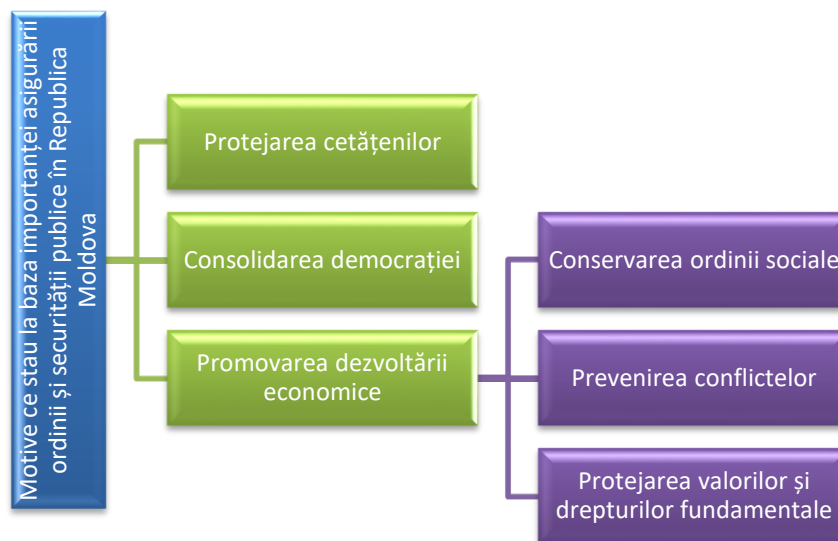 Motive ce stau la baza importanței asigurării
ordinii și securității publice în Republica
Moldova
Protejarea cetățenilor
Consolidarea democrației
Promovarea dezvoltării
economice
Conservarea ordinii sociale
Prevenirea conflictelor
Protejarea valorilor și
drepturilor fundamentale